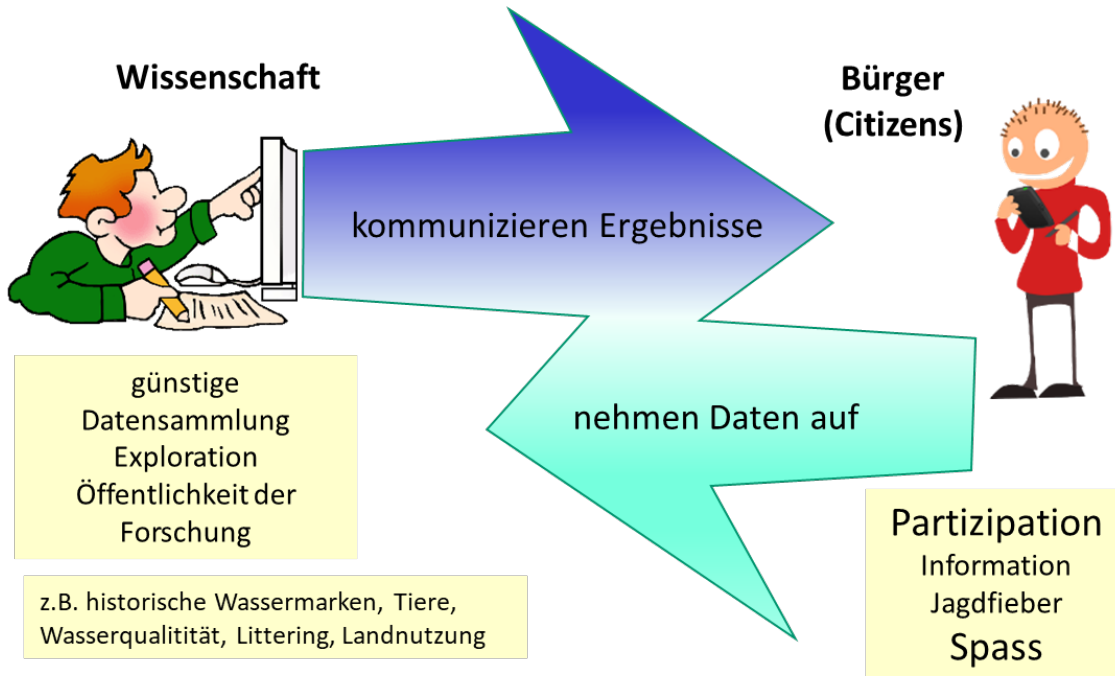 Wissenschaft
Bürger
(Citizens)
kommunizieren Ergebnisse
nehmen Daten auf
günstige
Datensammlung
Exploration
Öffentlichkeit der
Forschung
Partizipation
Information
Jagdfieber
Spass
z.B. historische Wassermarken, Tiere,
Wasserqualitität, Littering, Landnutzung